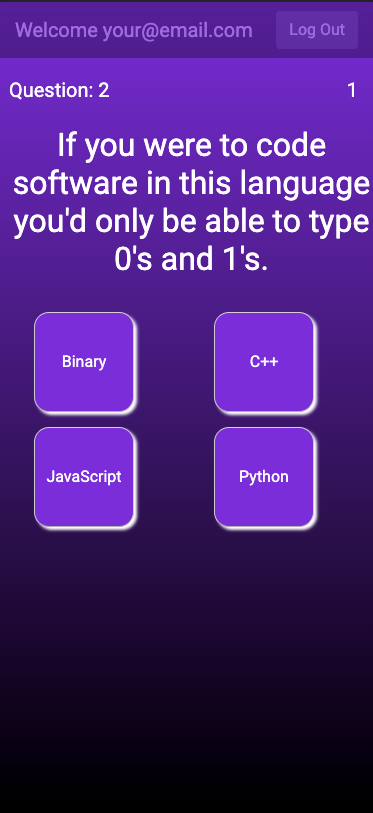 Welcome your@email.com
Log Out
Question: 2
1
If you were to code
software in this language
you'd only be able to type
0's and 1's.
Binary
C++
JavaScript
Python